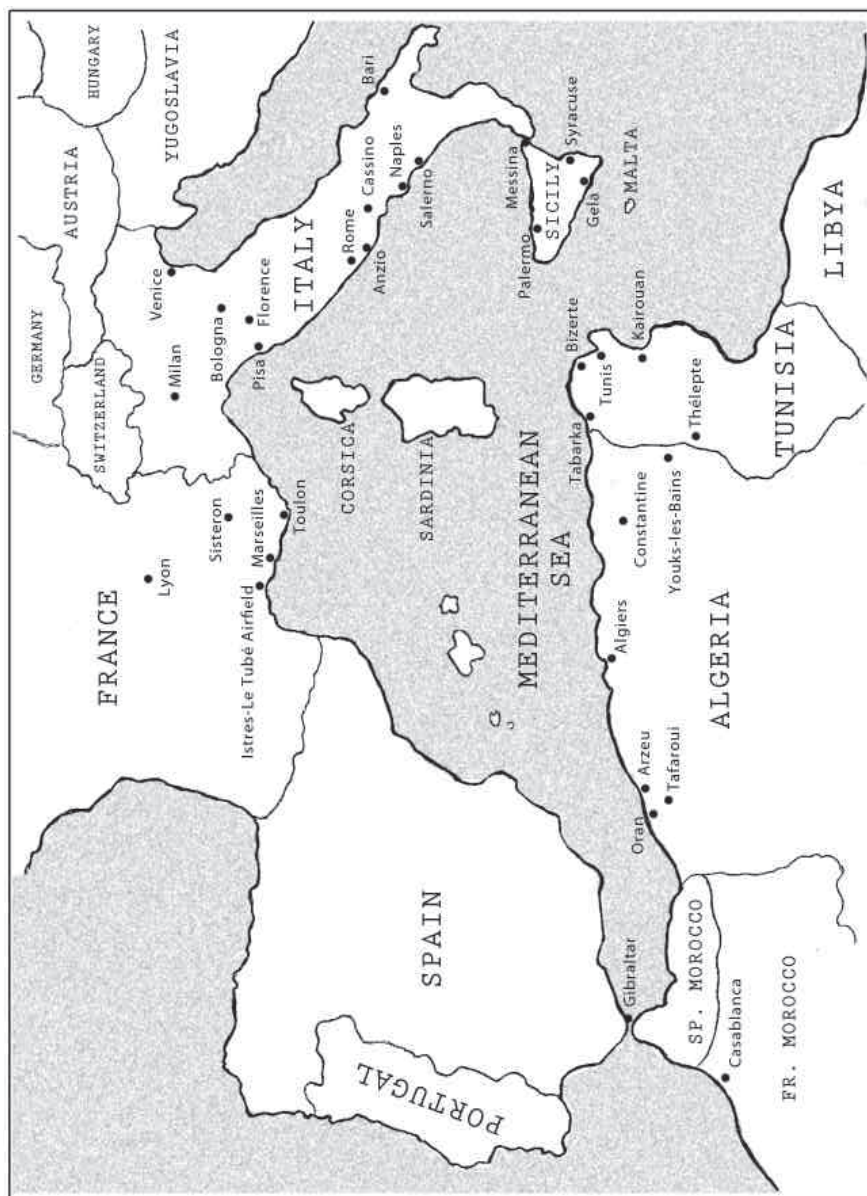 FRANCE
Lyon
Sisteron
Marseilles
Toulon
Istres-Le Tubé Airfield
GERMANY
SWITZERLAND
AUSTRIA
HUNGARY
YUGOSLAVIA
Milan
Venice
Bologna
Florence
Pisa
ITALY
Rome
Anzio
Cassino
Naples
Salerno
Bari
CORSICA
SARDINIA
Messina
Palermo
SICILY
Syracuse
Gela
MALTA
MEDITERRANEAN
SEA
SPAIN
PORTUGAL
Gibraltar
SP. MOROCCO
FR. MOROCCO
Casablanca
Oran
Arzeu
Tafaroui
Algiers
ALGERIA
Constantine
Youks-les-Bains
Tabarka
Bizerte
Tunis
Kairouan
Thélepte
TUNISIA
LIBYA